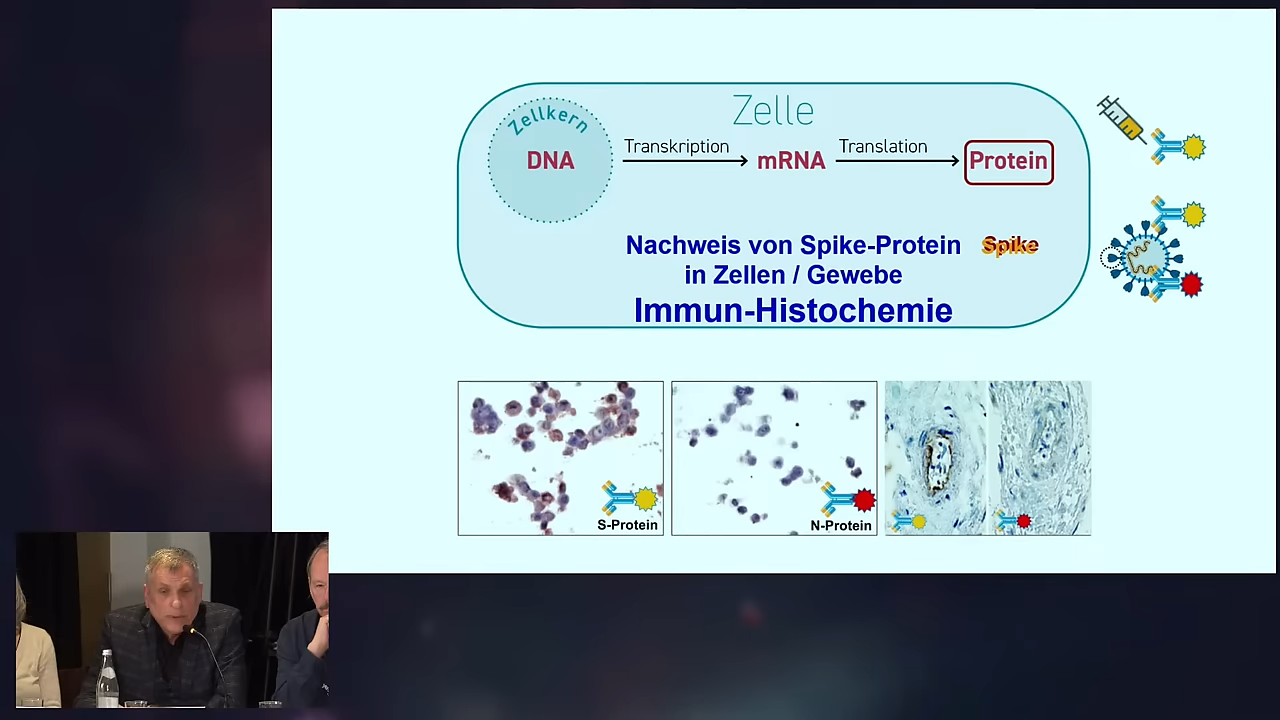 Zelle
Zellkern
DNA
Transkription
mRNA
Translation
Protein
Nachweis von Spike-Protein
Spike
in Zellen / Gewebe
Immun-Histochemie
S-Protein
N-Protein